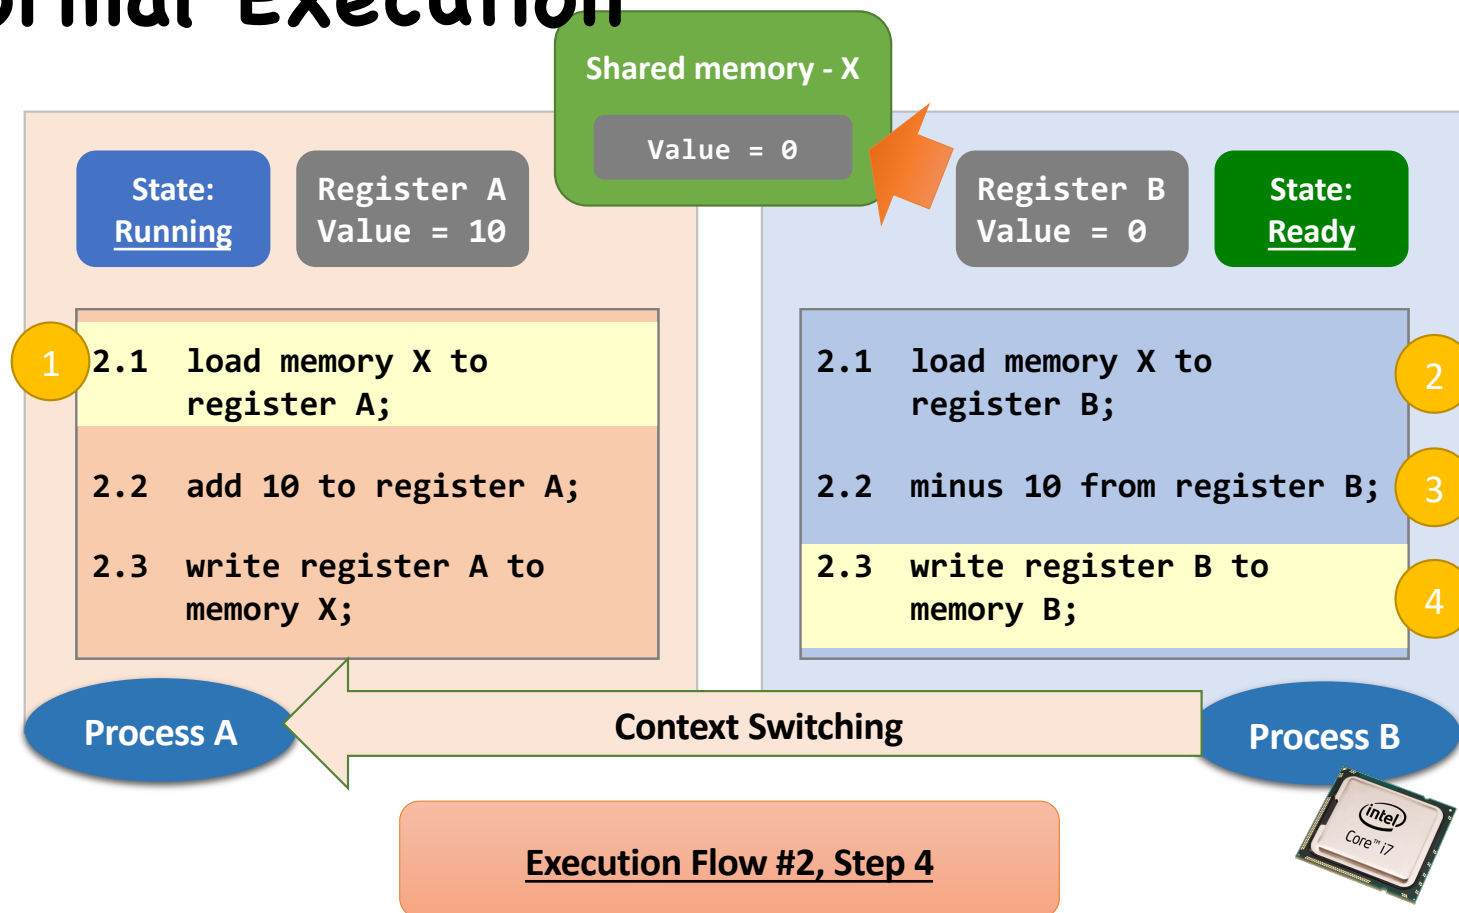 ormal Execution
Shared memory - X
Value = 0
State:
Running
Register A
Value = 10
Register B
Value = 0
State:
Ready
1
2.1 load memory X to
register A;
2.2 add 10 to register A;
2.3 write register A to
memory X;
2.1 load memory X to
register B;
2
2.2 minus 10 from register B;
3
2.3 write register B to
memory B;
4
Process A
Context Switching
Process B
intel
Core™ i7
Execution Flow #2, Step 4